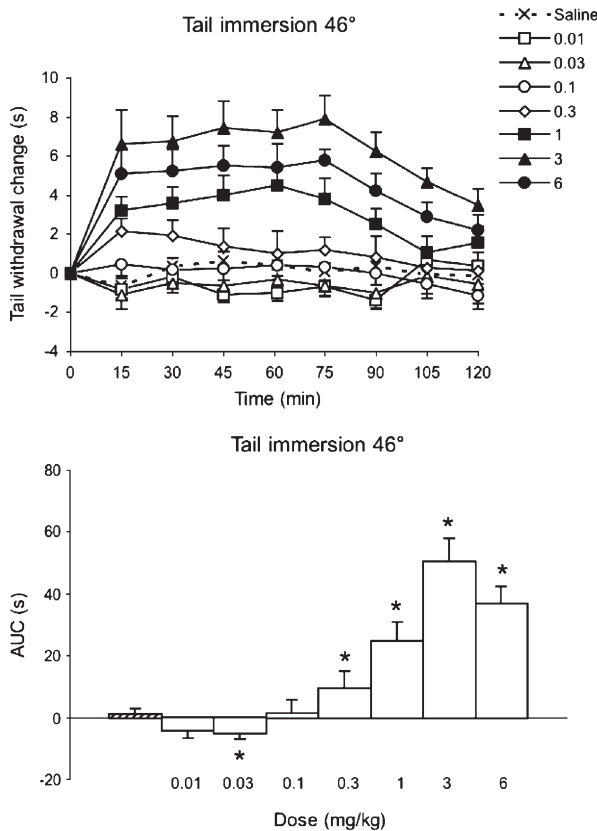 Tail immersion 46°
Saline
0.01
0.03
0.1
0.3
1
3
6
Tail withdrawal change (s)
10
8
6
4
2
0
-2
-4
0 15 30 45 60 75 90 105 120
Time (min)
Tail immersion 46°
AUC (s)
80
60
40
20
0
-20
* * * * *
0.01 0.03 0.1 0.3 1 3 6
Dose (mg/kg)